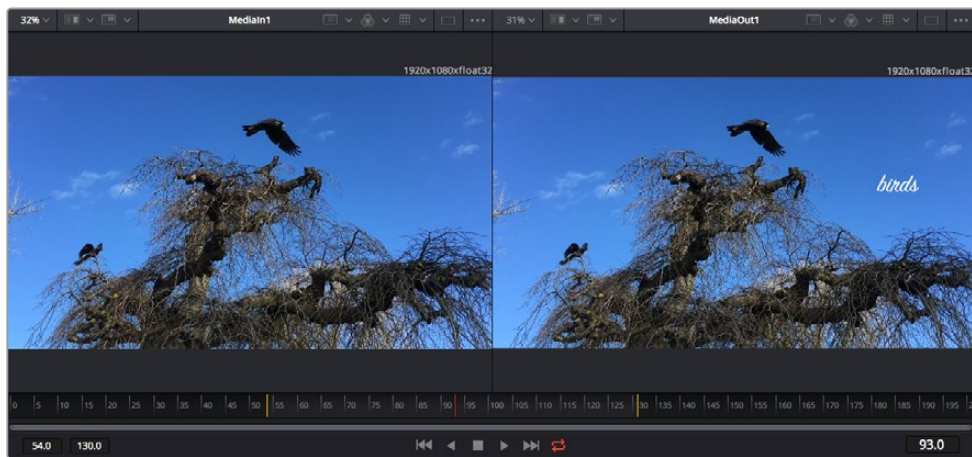 32% MediaIn1 31% MediaOut1
1920x1080xfloat32 1920x1080xfloat32
birds
0 5 10 15 20 25 30 35 40 45 50 55 60 65 70 75 80 85 90 95 100 105 110 115 120 125 130 135 140 145 150 155 160 165 170 175 180 185 190 195
54.0 130.0 93.0